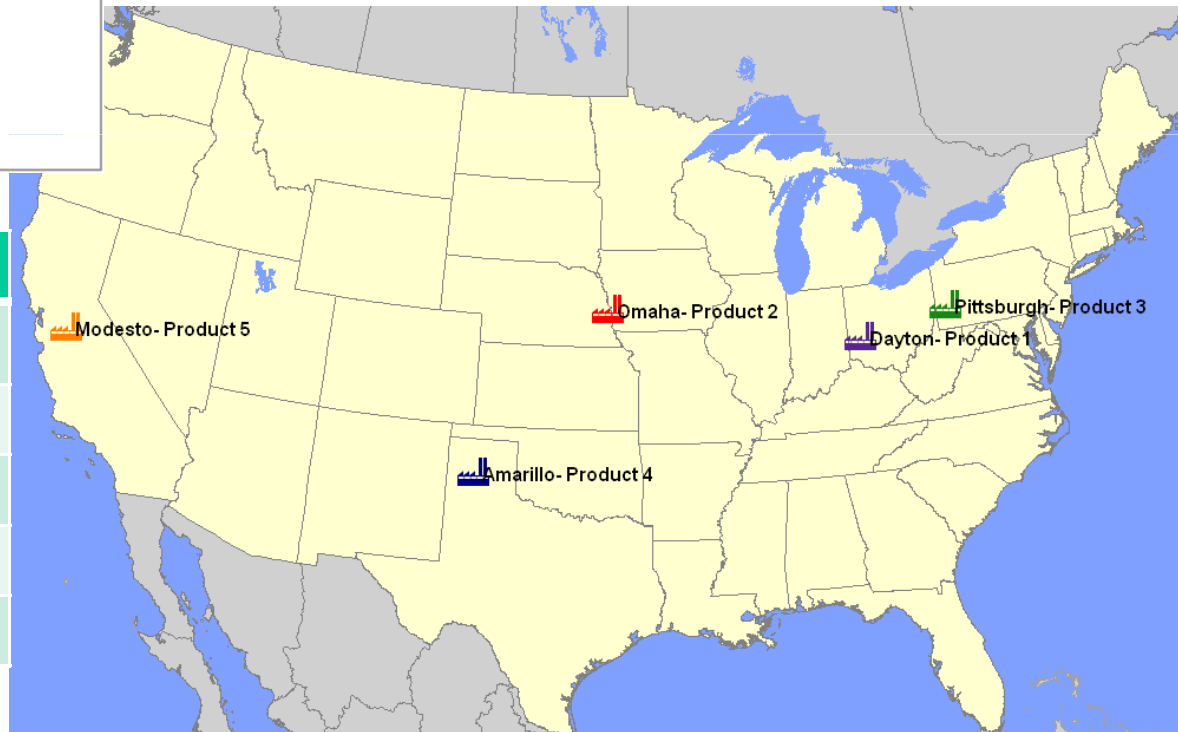 Omaha- Product 2
Pittsburgh- Product 3
Modesto- Product 5
Dayton- Product 1
Amarillo- Product 4